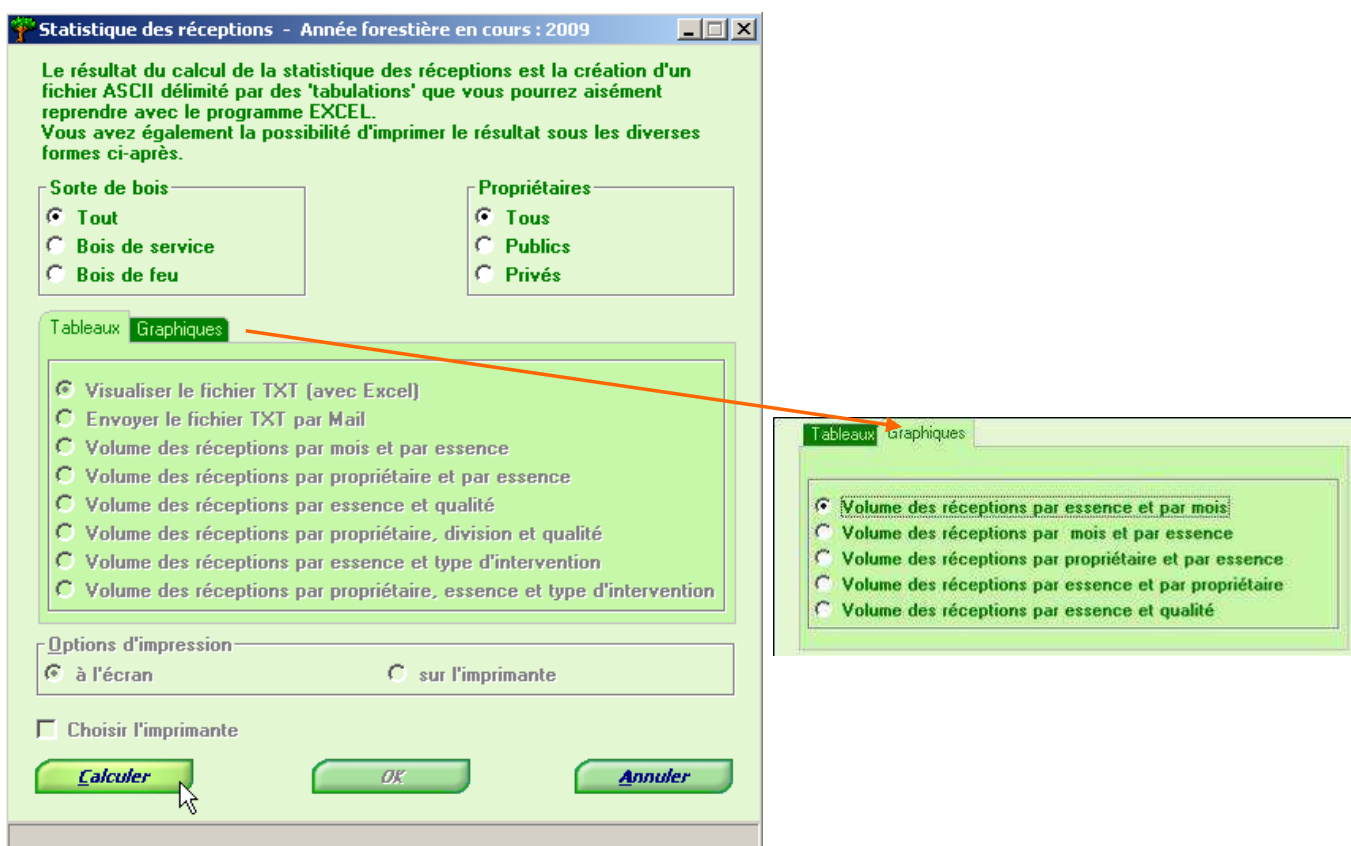 Statistique des réceptions - Année forestière en cours : 2009
Le résultat du calcul de la statistique des réceptions est la création d'un
fichier ASCII délimité par des 'tabulations' que vous pourrez aisément
reprendre avec le programme EXCEL.
Vous avez également la possibilité d'imprimer le résultat sous les diverses
formes ci-après.
Sorte de bois
Tout
Bois de service
Bois de feu
Propriétaires
Tous
Publics
Privés
Tableaux Graphiques
Visualiser le fichier TXT (avec Excel)
Envoyer le fichier TXT par Mail
Volume des réceptions par mois et par essence
Volume des réceptions par propriétaire et par essence
Volume des réceptions par essence et qualité
Volume des réceptions par propriétaire, division et qualité
Volume des réceptions par essence et type d'intervention
Volume des réceptions par propriétaire, essence et type d'intervention
Options d'impression
à l'écran
sur l'imprimante
Choisir l'imprimante
Calculer
OK
Annuler
Tableaux Graphiques
Volume des réceptions par essence et par mois
Volume des réceptions par mois et par essence
Volume des réceptions par propriétaire et par essence
Volume des réceptions par essence et par propriétaire
Volume des réceptions par essence et qualité